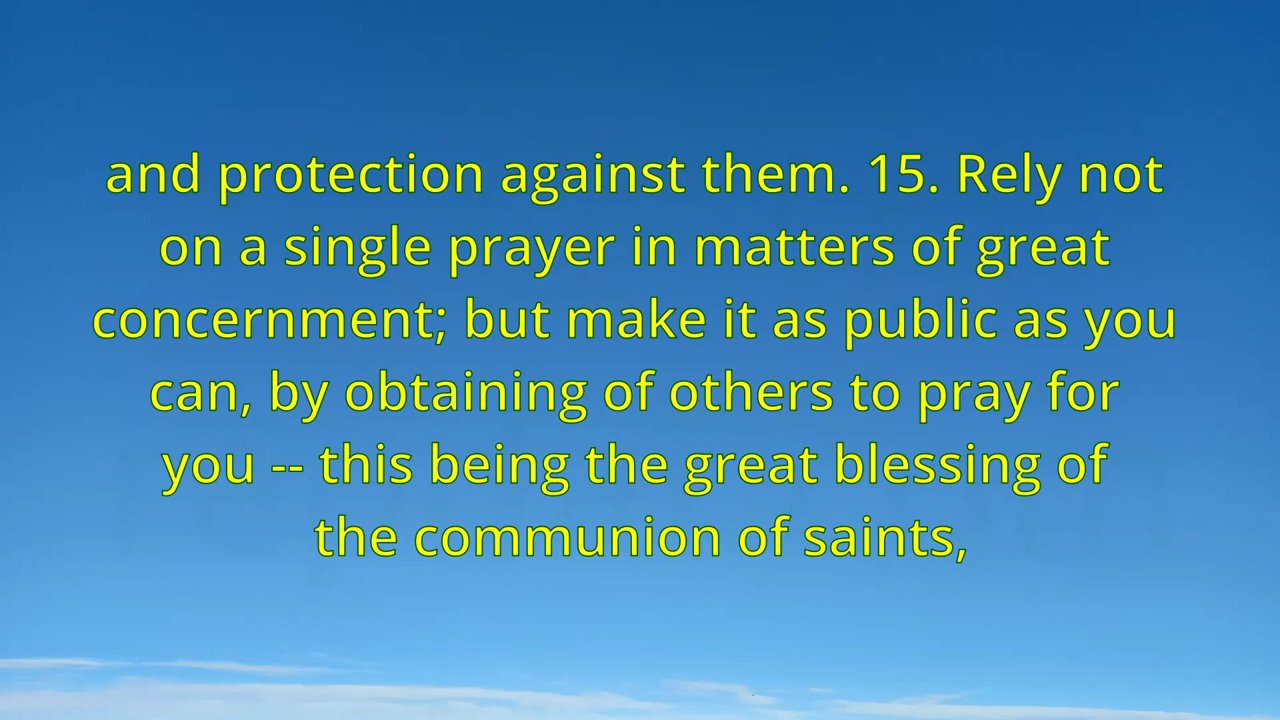 and protection against them. 15. Rely not
on a single prayer in matters of great
concernment; but make it as public as you
can, by obtaining of others to pray for
you -- this being the great blessing of
the communion of saints,